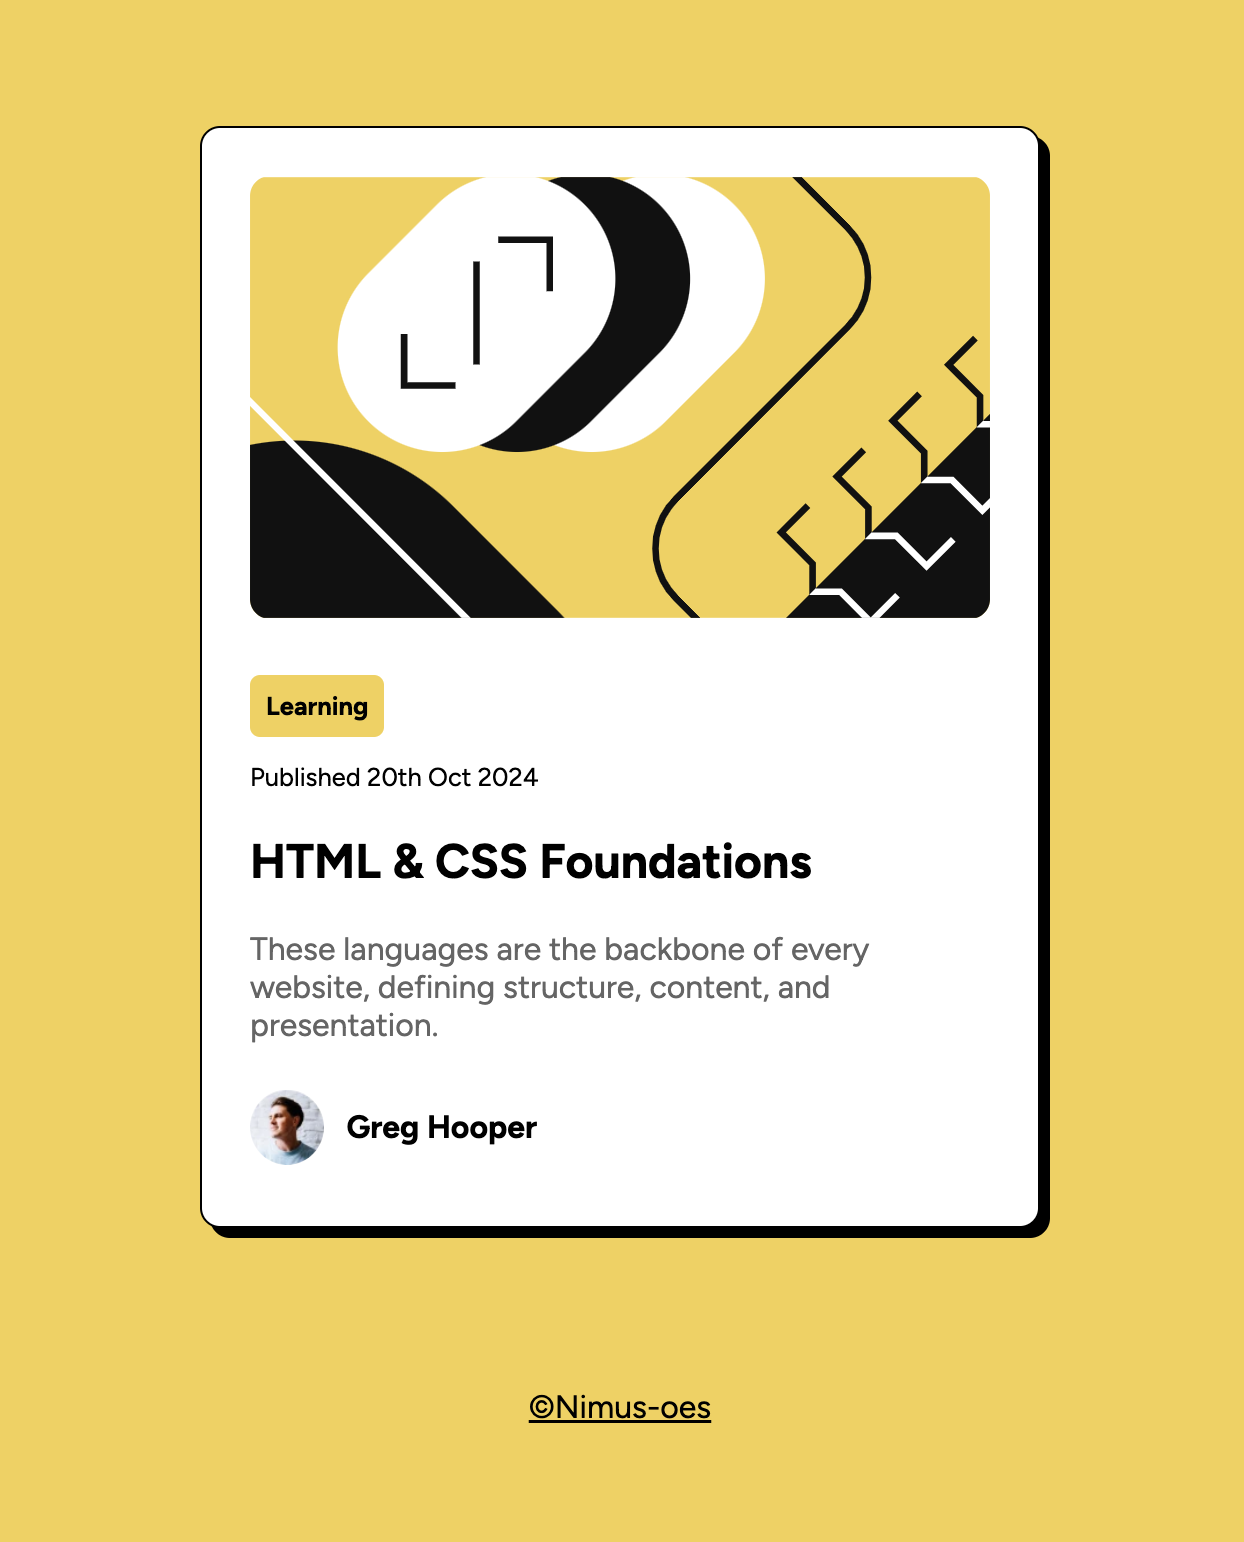 Learning
Published 20th Oct 2024
HTML & CSS Foundations
These languages are the backbone of every
website, defining structure, content, and
presentation.
Greg Hooper
©Nimus-oes